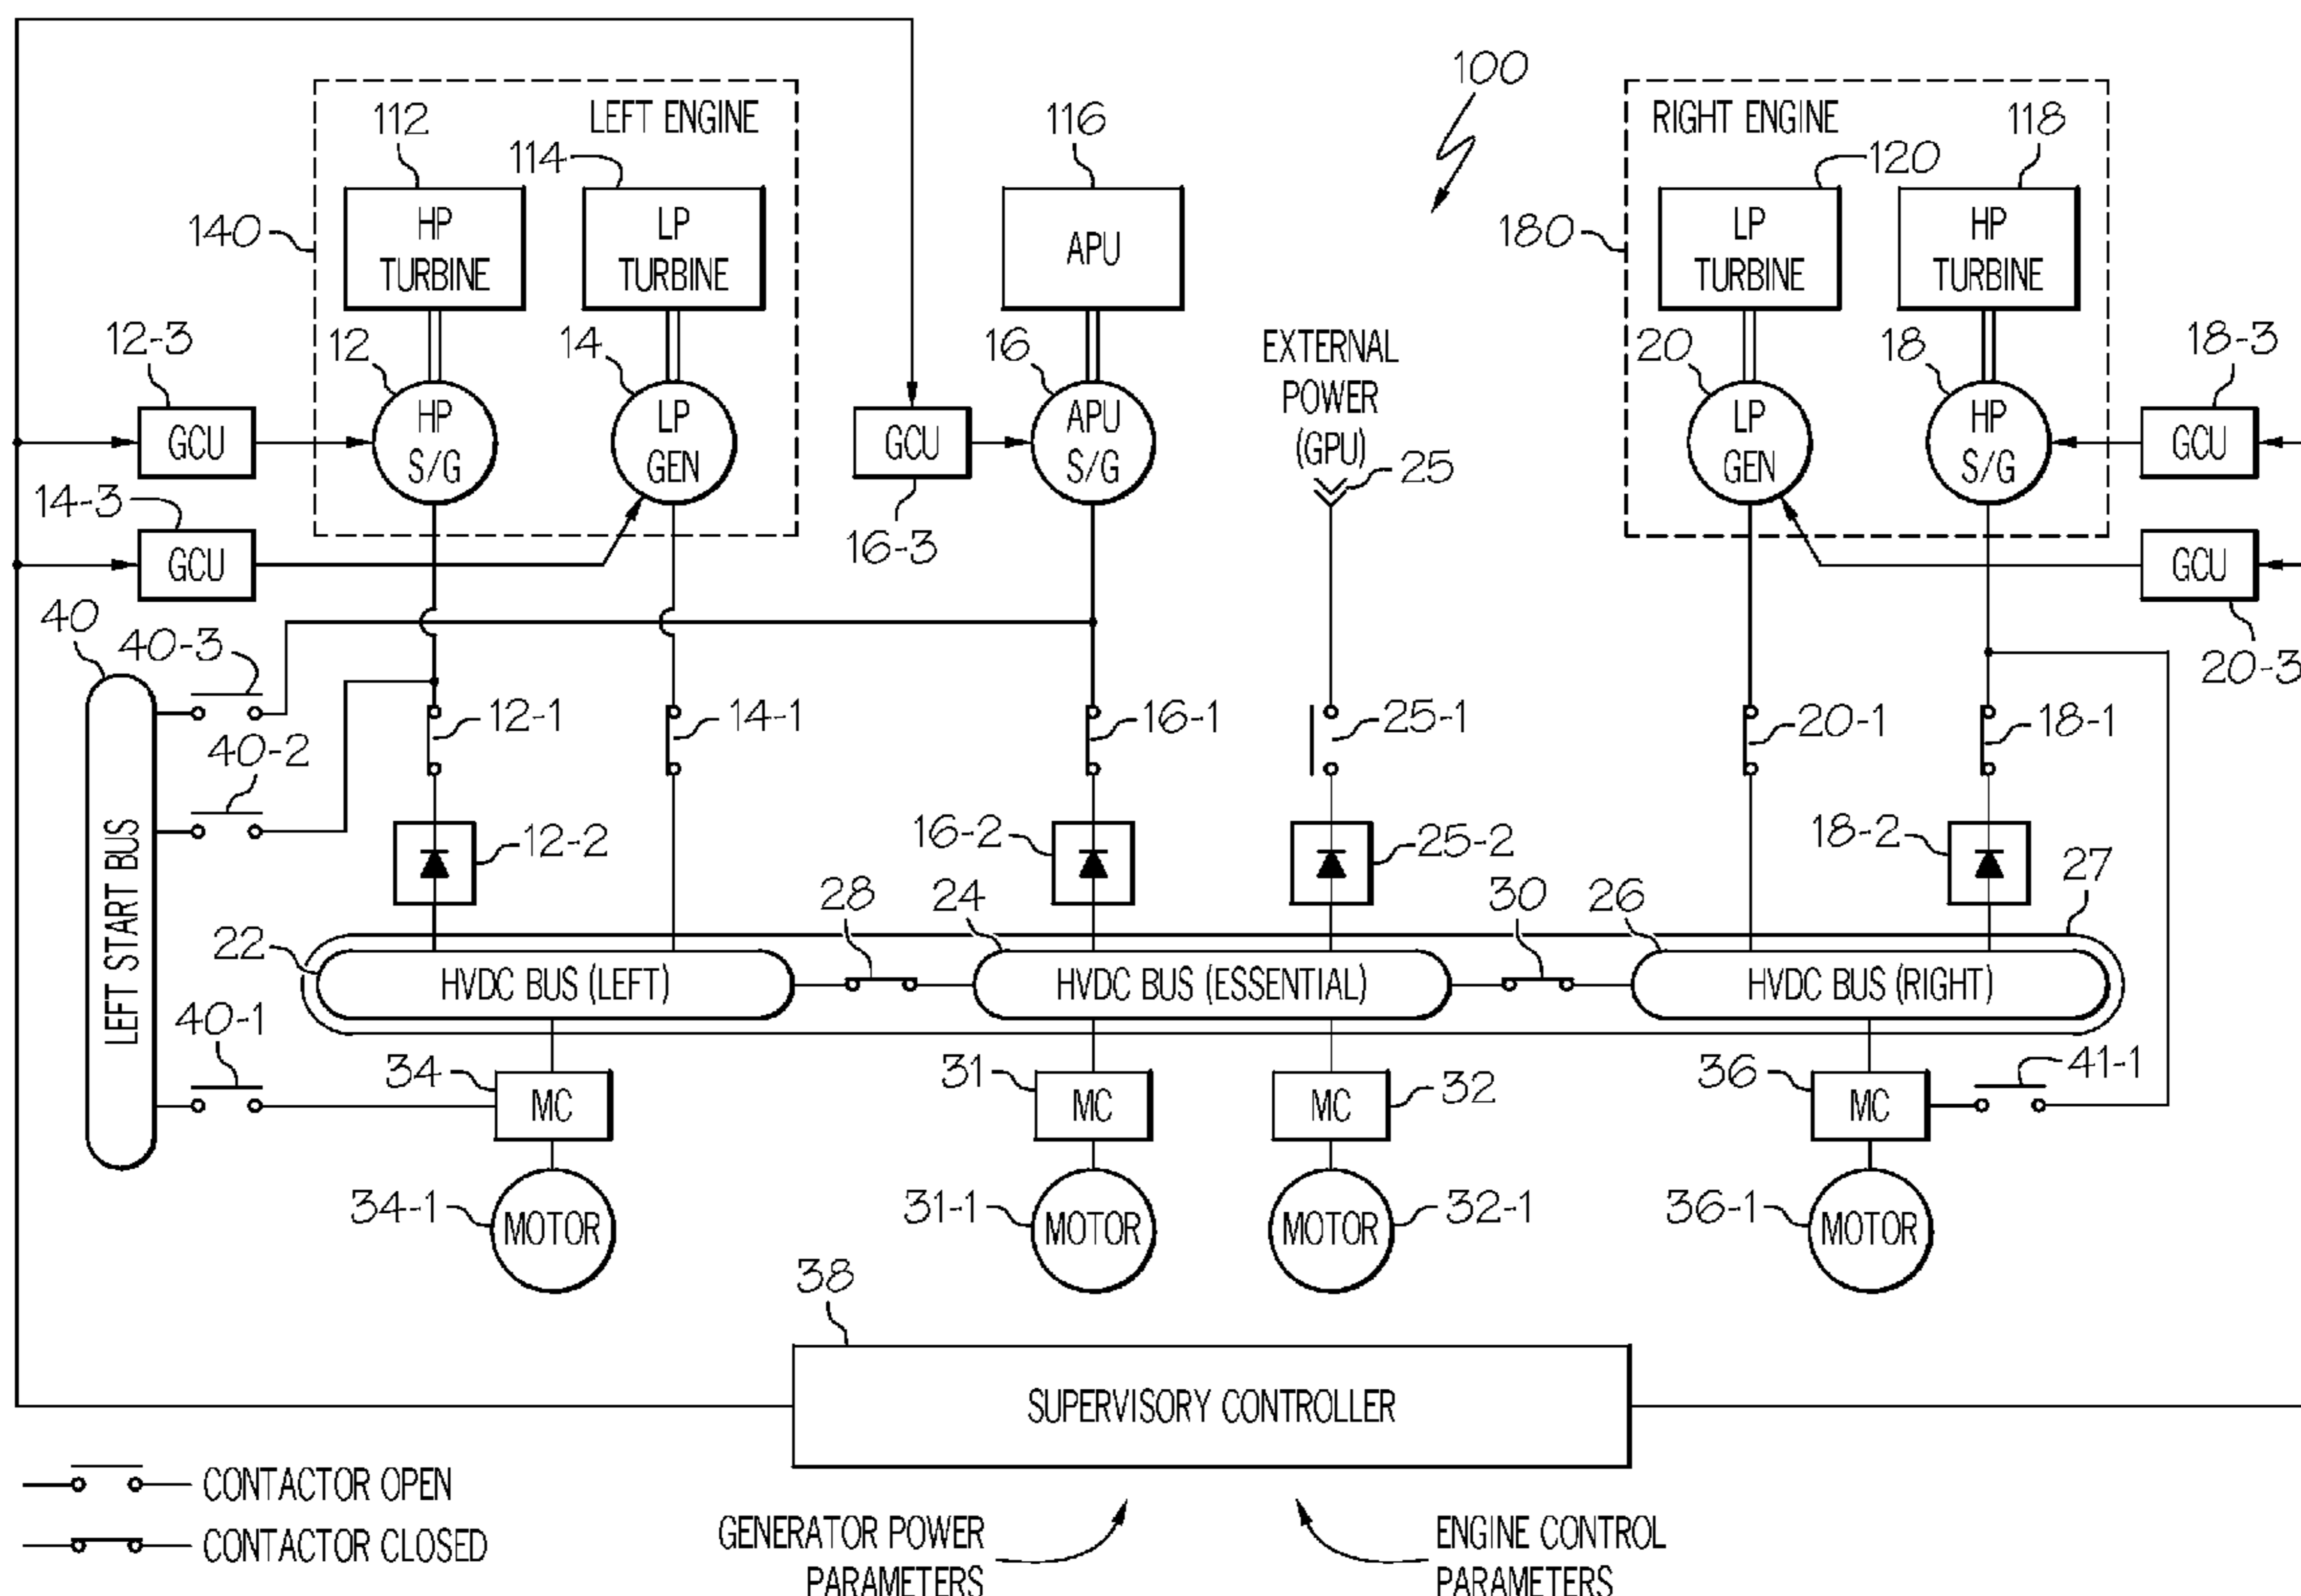 100
112
LEFT ENGINE
116
RIGHT ENGINE
118
114
120
140
HP
TURBINE
LP
TURBINE
APU
180
LP
TURBINE
HP
TURBINE
12-3
12
14
16
EXTERNAL
POWER
(GPU)
25
20
18
18-3
GCU
HP
S/G
LP
GEN
GCU
APU
S/G
LP
GEN
HP
S/G
GCU
14-3
16-3
GCU
GCU
20-3
40
40-3
12-1
14-1
16-1
25-1
20-1
18-1
40-2
12-2
16-2
25-2
18-2
27
LEFT START BUS
22
28
24
30
26
HVDC BUS (LEFT)
HVDC BUS (ESSENTIAL)
HVDC BUS (RIGHT)
40-1
34
31
32
36
41-1
MC
MC
MC
MC
34-1
MOTOR
31-1
MOTOR
MOTOR
32-1
36-1
MOTOR
38
SUPERVISORY CONTROLLER
CONTACTOR OPEN
CONTACTOR CLOSED
GENERATOR POWER
PARAMETERS
ENGINE CONTROL
PARAMETERS